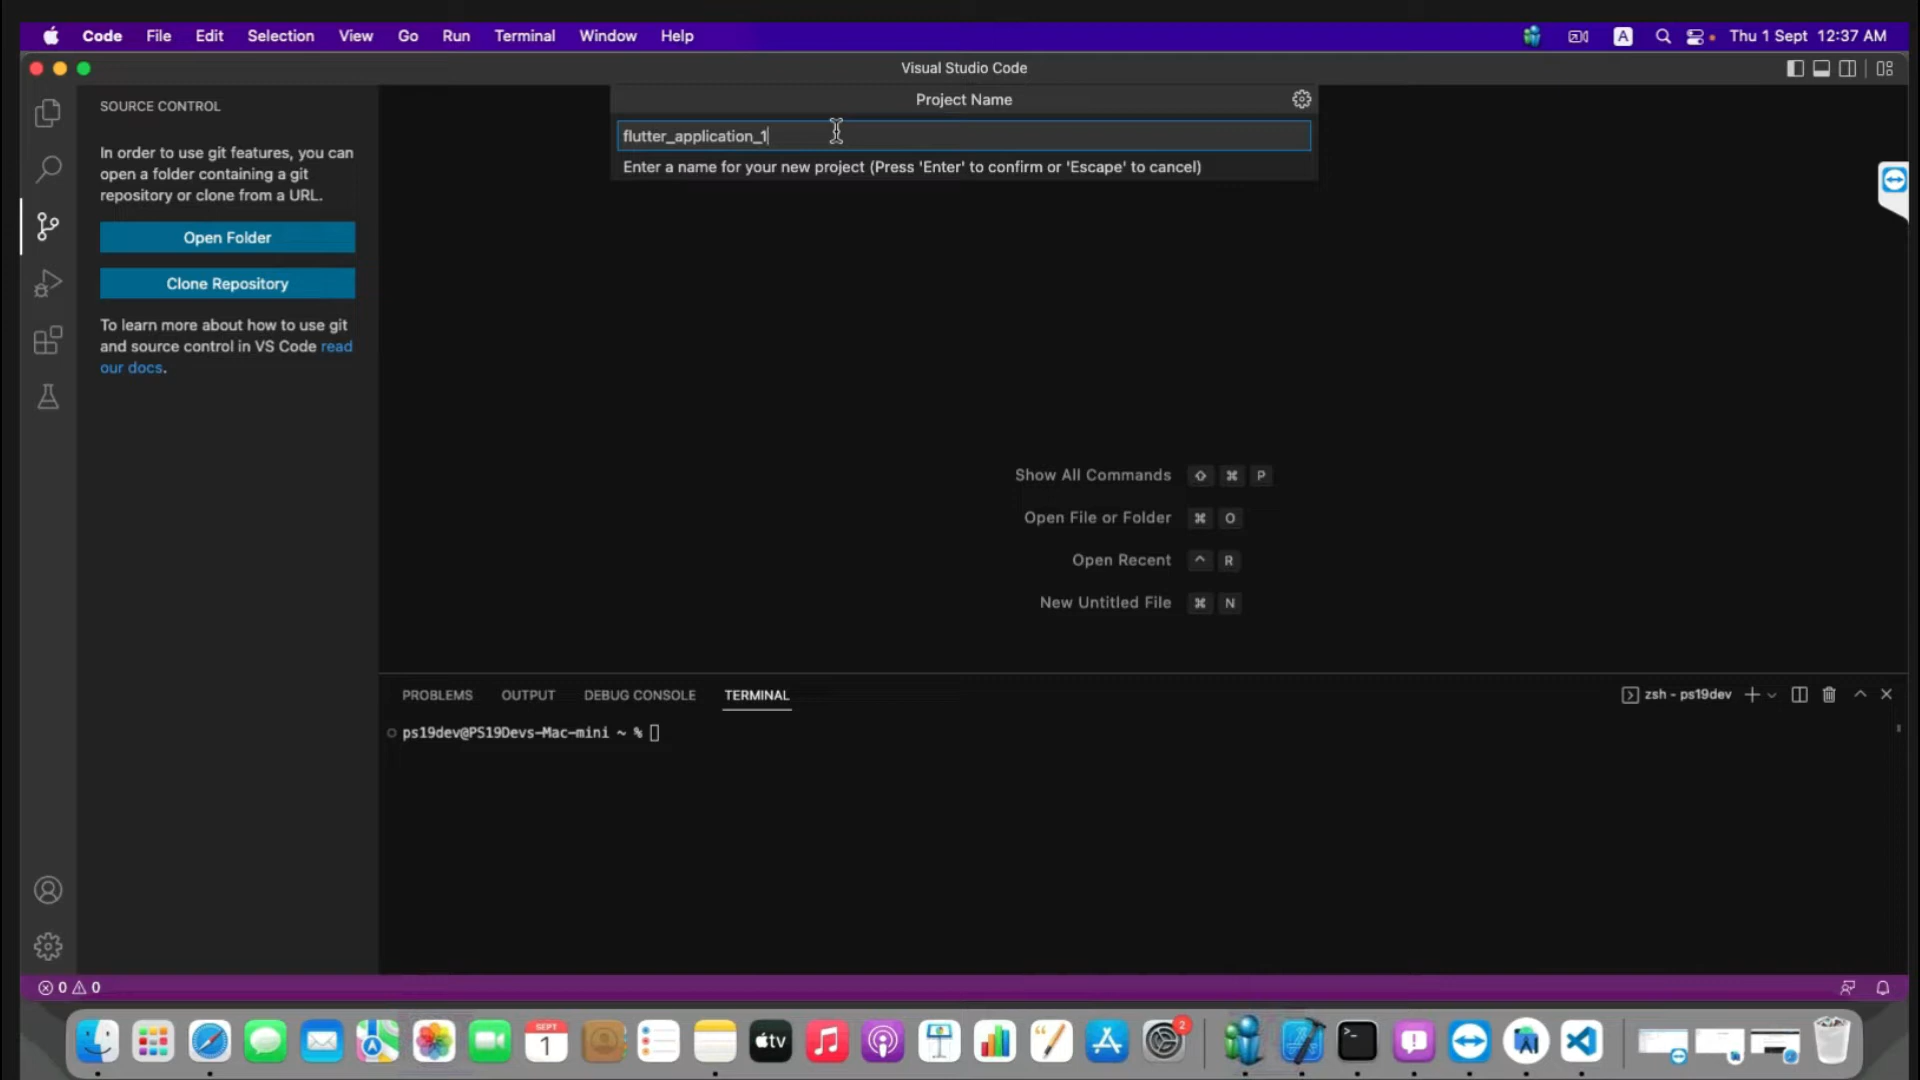 Code File Edit Selection View Go Run Terminal Window Help A Thu 1 Sept 12:37 AM
Visual Studio Code
SOURCE CONTROL
In order to use git features, you can
open a folder containing a git
repository or clone from a URL.
Open Folder
Clone Repository
To learn more about how to use git
and source control in VS Code read
our docs.
Project Name
flutter_application_1
Enter a name for your new project (Press 'Enter' to confirm or 'Escape' to cancel)
Show All Commands ⇧ ⌘ P
Open File or Folder ⌘ O
Open Recent ^ R
New Untitled File ⌘ N
PROBLEMS OUTPUT DEBUG CONSOLE TERMINAL zsh - ps19dev
ps19dev@PS19Devs-Mac-mini ~ %
0 0
SEPT
1
tv
2